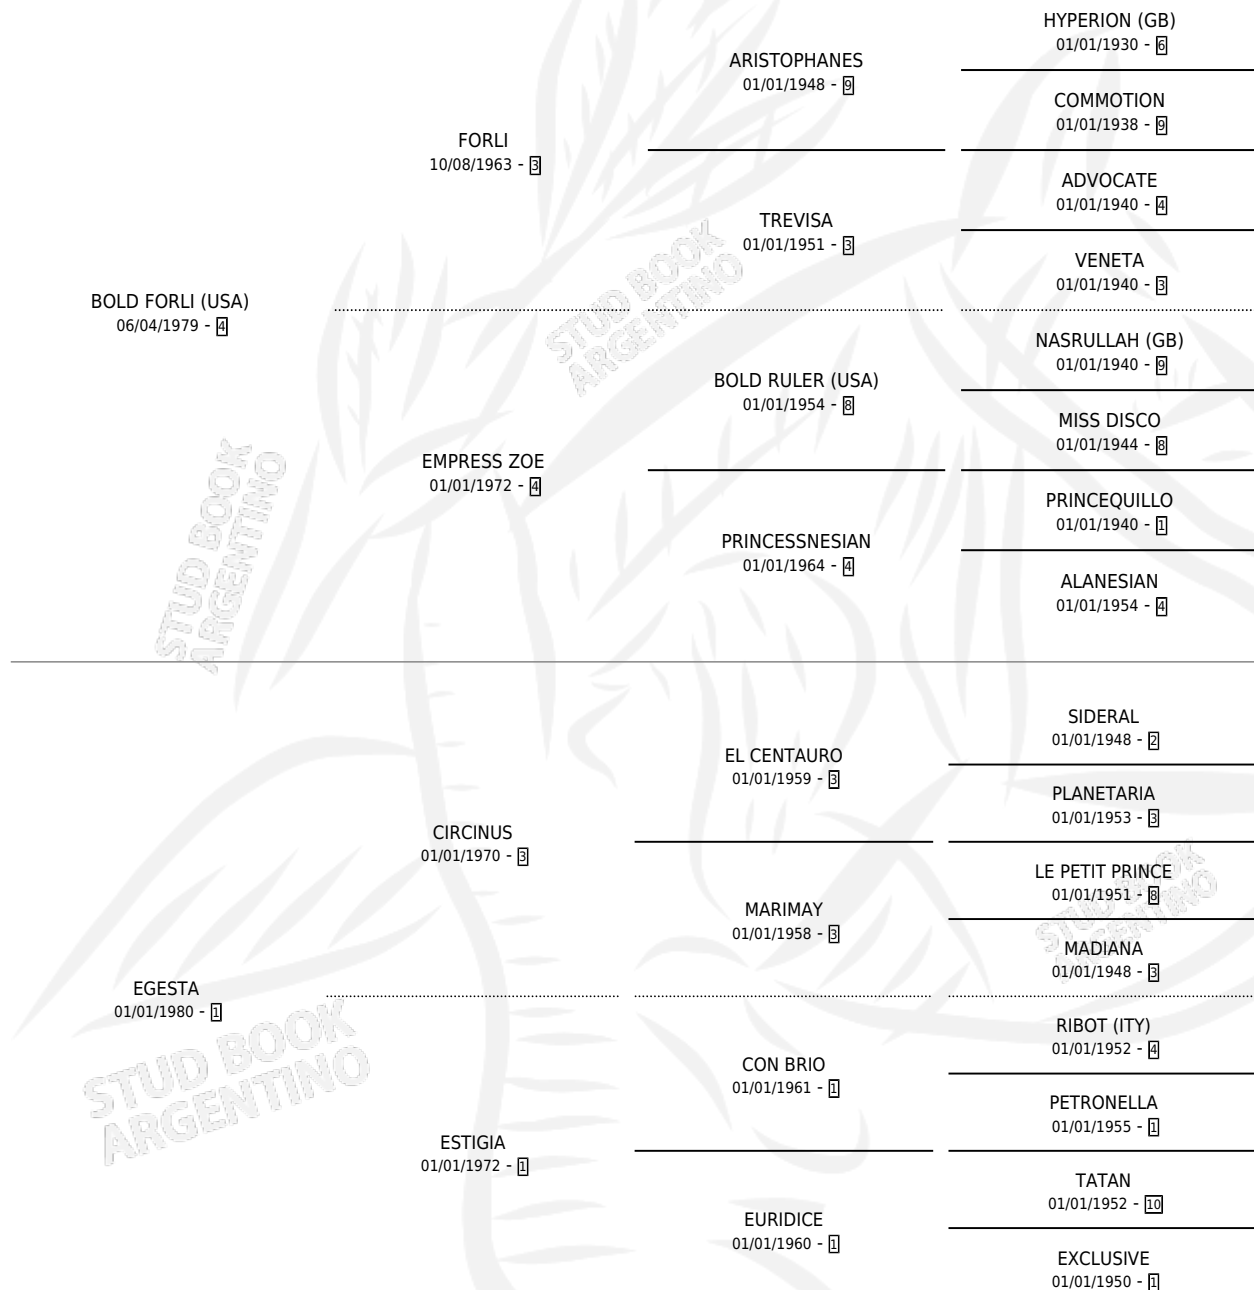 HYPERION (GB)
01/01/1930 - 6
ARISTOPHANES
01/01/1948 - 9
COMMOTION
01/01/1938 - 9
FORLI
10/08/1963 - 3
ADVOCATE
01/01/1940 - 4
TREVISA
01/01/1951 - 3
VENETA
01/01/1940 - 3
BOLD FORLI (USA)
06/04/1979 - 4
STUD BOOK
ARGENTINO
NASRULLAH (GB)
01/01/1940 - 9
BOLD RULER (USA)
01/01/1954 - 8
MISS DISCO
01/01/1944 - 8
EMPRESS ZOE
01/01/1972 - 4
PRINCEQUILLO
01/01/1940 - 1
PRINCESSNESIAN
01/01/1964 - 4
ALANESIAN
01/01/1954 - 4
STUD BOOK
ARGENTINO
SIDERAL
01/01/1948 - 2
EL CENTAURO
01/01/1959 - 3
PLANETARIA
01/01/1953 - 3
CIRCINUS
01/01/1970 - 3
LE PETIT PRINCE
01/01/1951 - 8
MARIMAY
01/01/1958 - 3
STUD BOOK
ARGENTINO
MADIANA
01/01/1948 - 3
EGESTA
01/01/1980 - 1
RIBOT (ITY)
01/01/1952 - 4
CON BRIO
01/01/1961 - 1
PETRONELLA
01/01/1955 - 1
STUD BOOK
ARGENTINO
ESTIGIA
01/01/1972 - 1
TATAN
01/01/1952 - 10
EURIDICE
01/01/1960 - 1
EXCLUSIVE
01/01/1950 - 1